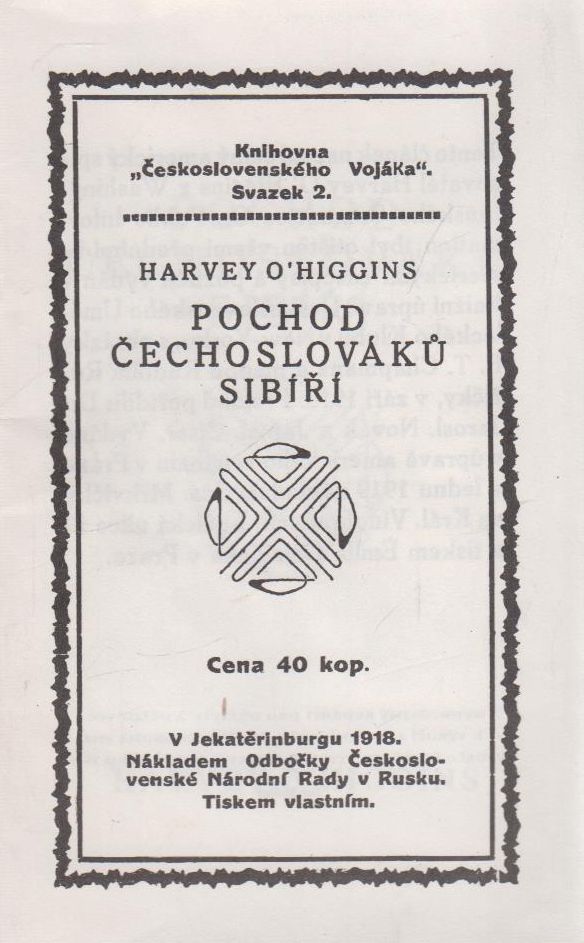 Knihovna
„Československého Vojáka“.
Svazek 2.
HARVEY O'HIGGINS
POCHOD
ČECHOSLOVÁKŮ
SIBÍŘÍ
Cena 40 kop.
V Jekatěrinburgu 1918.
Nákladem Odbočky Českoslo-
venské Národní Rady v Rusku.
Tiskem vlastním.